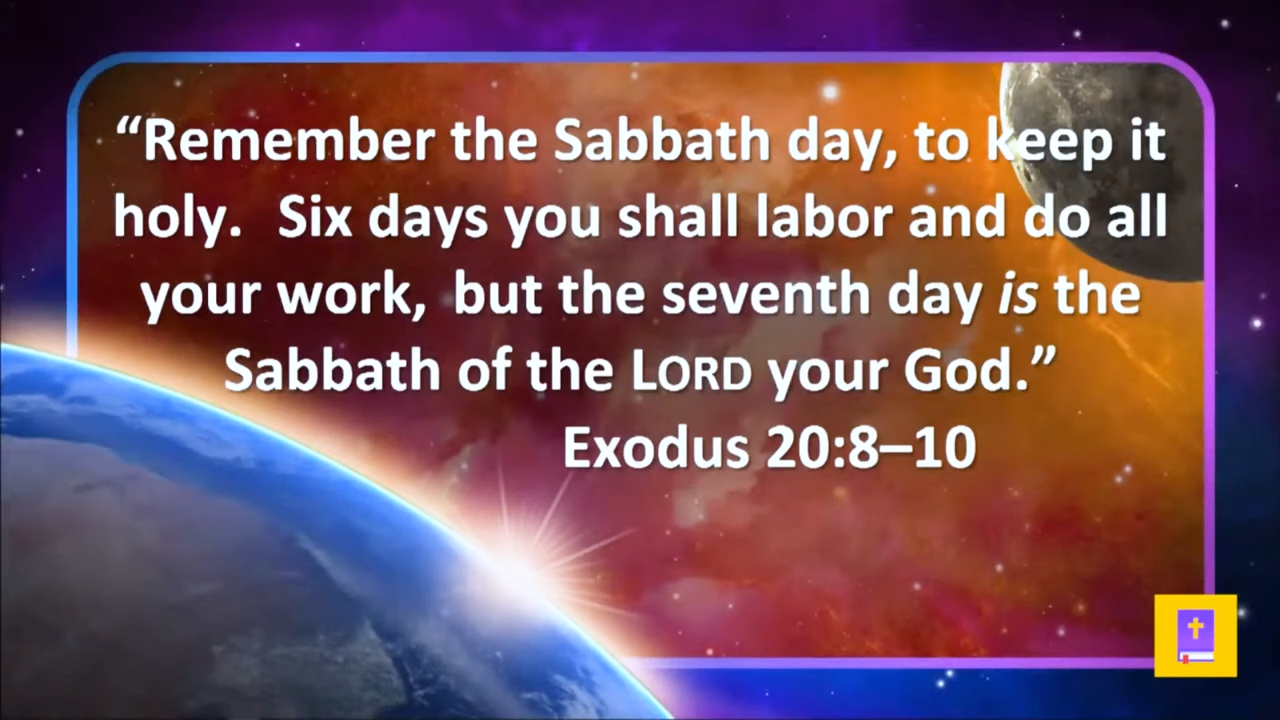 “Remember the Sabbath day, to keep it
holy. Six days you shall labor and do all
your work, but the seventh day is the
Sabbath of the LORD your God.”
Exodus 20:8–10